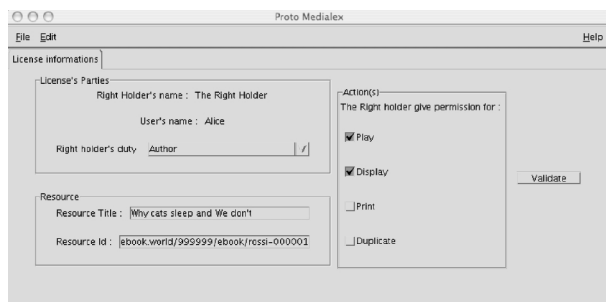 Proto Medialex
File Edit Help
License informations
License's Parties
Right Holder's name : The Right Holder
User's name : Alice
Right holder's duty Author
Resource
Resource Title : Why cats sleep and We don't
Resource Id : ebook.world/999999/ebook/rossi-000001
Action(s)
The Right holder give permission for :
Play
Display
Print
Duplicate
Validate